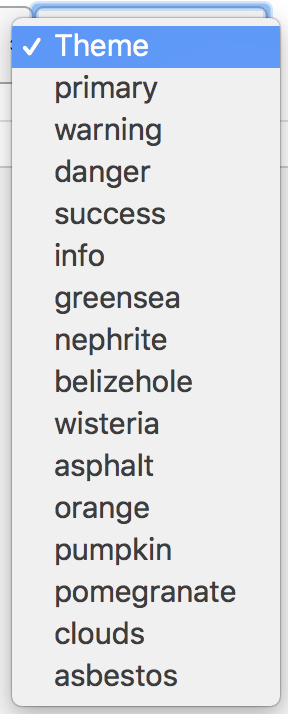 Theme
primary
warning
danger
success
info
greensea
nephrite
belizehole
wisteria
asphalt
orange
pumpkin
pomegranate
clouds
asbestos